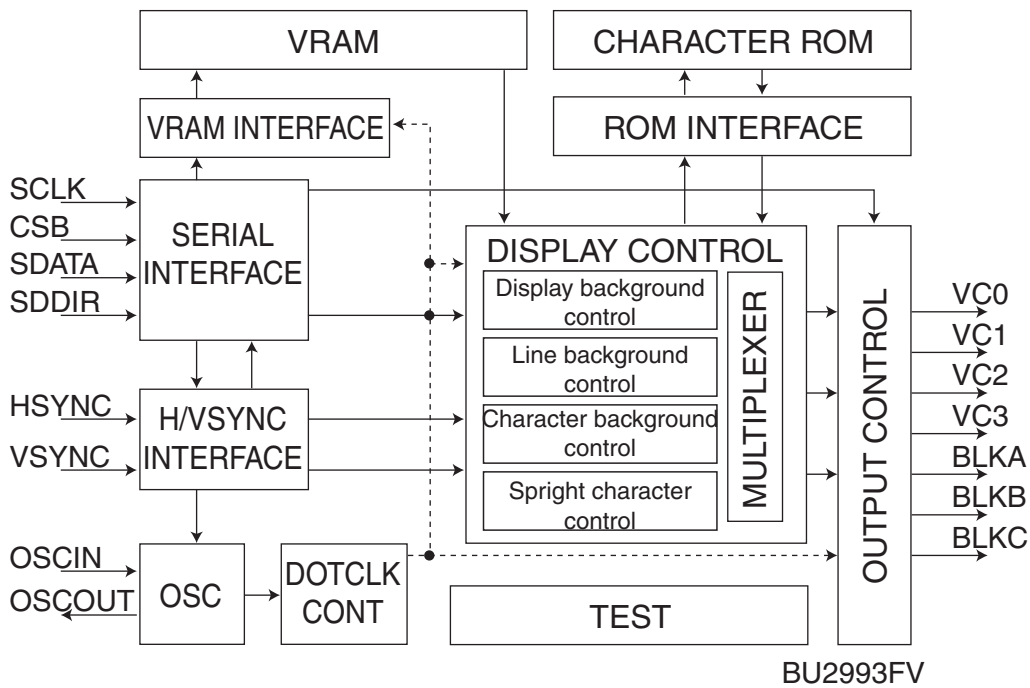 VRAM
CHARACTER ROM
VRAM INTERFACE
ROM INTERFACE
SCLK
CSB
SDATA
SDDIR
SERIAL
INTERFACE
HSYNC
VSYNC
H/VSYNC
INTERFACE
OSCIN
OSCOUT
OSC
DOTCLK
CONT
DISPLAY CONTROL
Display background
control
Line background
control
Character background
control
Spright character
control
MULTIPLEXER
TEST
OUTPUT CONTROL
VC0
VC1
VC2
VC3
BLKA
BLKB
BLKC
BU2993FV